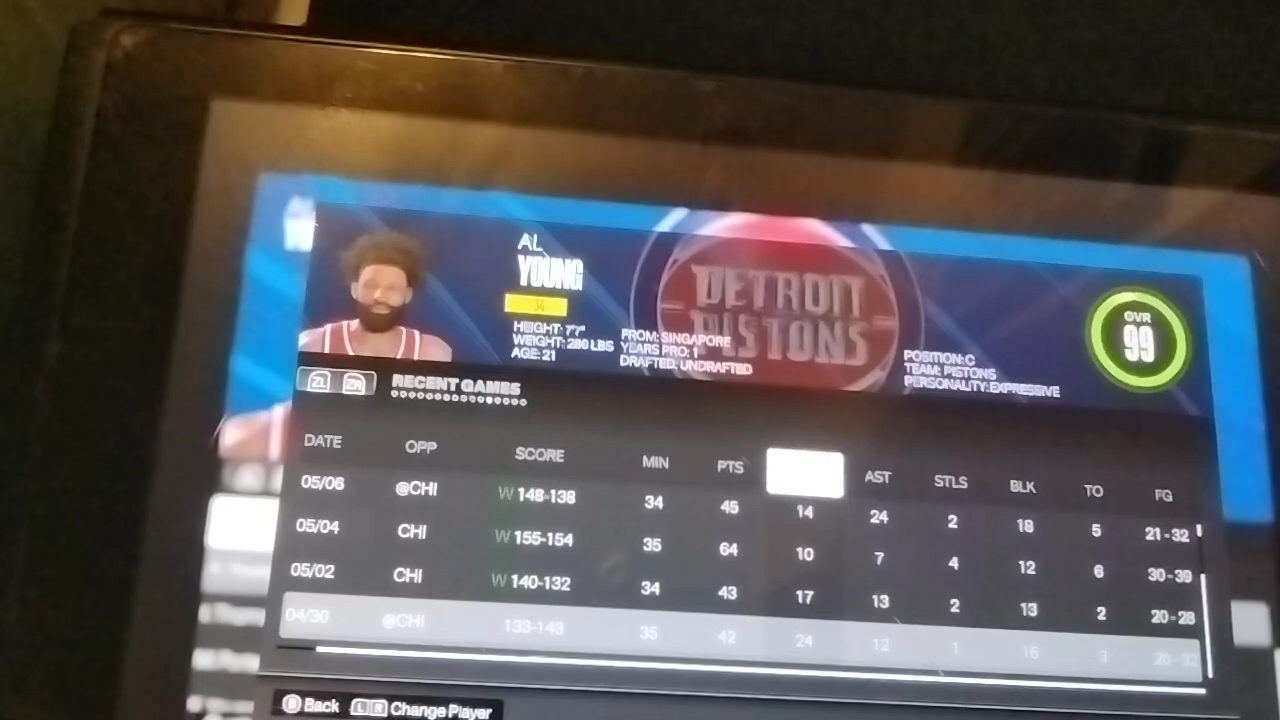 AL
YOUNG
34
HEIGHT: 7'7"
WEIGHT: 280 LBS
AGE: 21
FROM: SINGAPORE
YEARS PRO: 1
DRAFTED: UNDRAFTED
DETROIT
PISTONS
POSITION: C
TEAM: PISTONS
PERSONALITY: EXPRESSIVE
OVR
99
ZL ZR RECENT GAMES
DATE OPP SCORE MIN PTS AST STLS BLK TO FG
05/06 @CHI W 148-138 34 45 14 24 2 18 5 21-32
05/04 CHI W 155-154 35 64 10 7 4 12 6 30-39
05/02 CHI W 140-132 34 43 17 13 2 13 2 20-28
04/30 @CHI 133-143 35 42 24 12 1 16 3 20-32
B Back L R Change Player